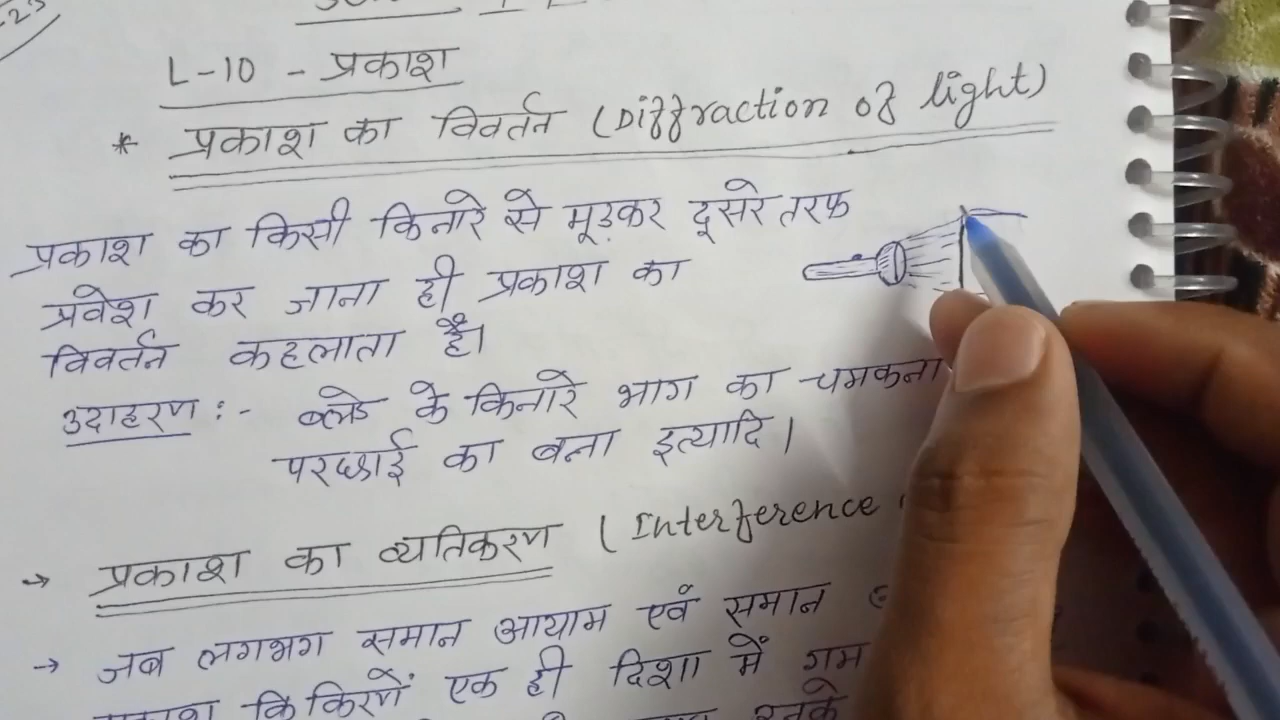 L-10 - प्रकाश
* प्रकाश का विवर्तन (Diffraction of light)
प्रकाश का किसी किनारे से मूड़कर दूसरे तरफ
प्रवेश कर जाना ही प्रकाश का
विवर्तन कहलाता है।
उदाहरण :- ब्लेड के किनारे भाग का चमकना
परछाई का बनना इत्यादि।
→ प्रकाश का व्यतिकरण (Interference
→ जब लगभग समान आयाम एवं समान
प्रकाश कि किरणें एक ही दिशा में गम